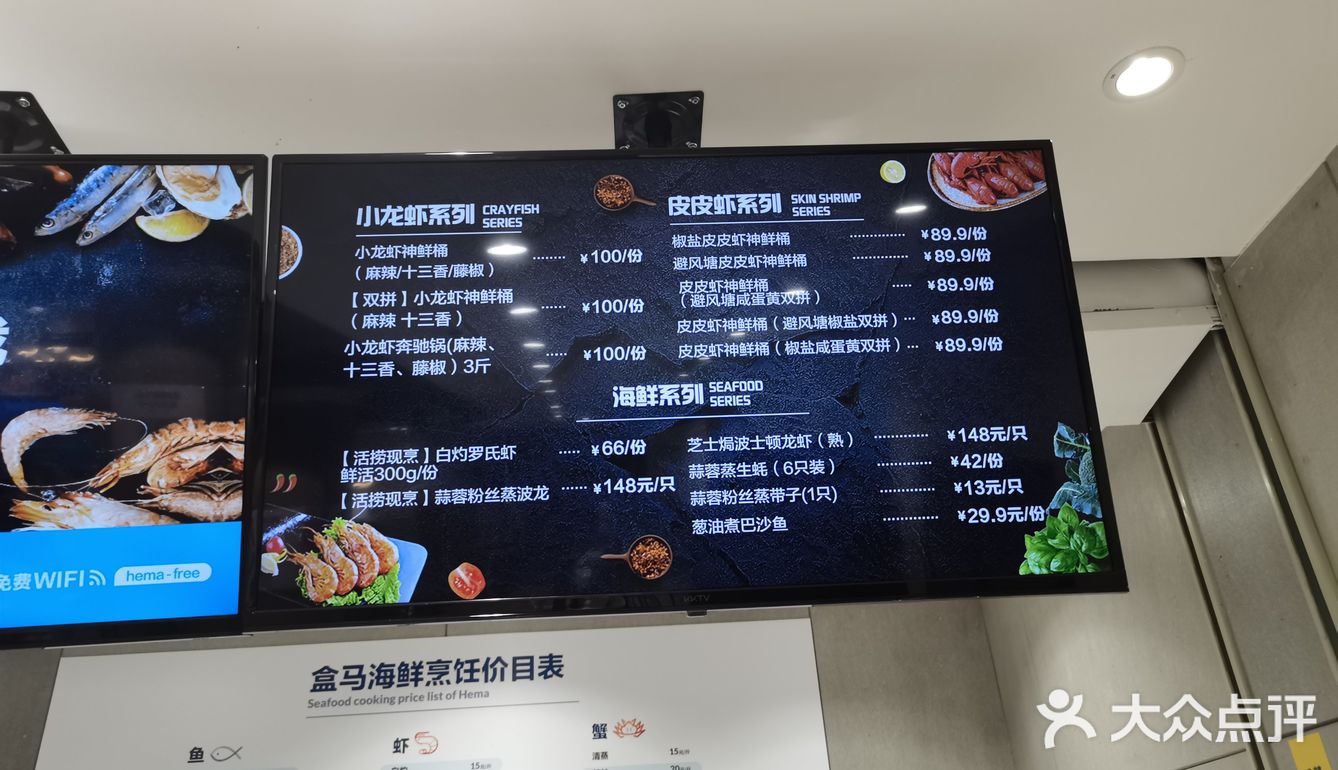 小龙虾系列 CRAYFISH SERIES
小龙虾神鲜桶
(麻辣/十三香/藤椒) ¥100/份
【双拼】小龙虾神鲜桶
(麻辣 十三香) ¥100/份
小龙虾奔驰锅(麻辣、
十三香、藤椒)3斤 ¥100/份
皮皮虾系列 SKIN SHRIMP SERIES
椒盐皮皮虾神鲜桶 ¥89.9/份
避风塘皮皮虾神鲜桶 ¥89.9/份
皮皮虾神鲜桶
(避风塘咸蛋黄双拼) ¥89.9/份
皮皮虾神鲜桶(避风塘椒盐双拼) ¥89.9/份
皮皮虾神鲜桶(椒盐咸蛋黄双拼) ¥89.9/份
海鲜系列 SEAFOOD SERIES
【活捞现烹】白灼罗氏虾
鲜活300g/份 ¥66/份
【活捞现烹】蒜蓉粉丝蒸波龙 ¥148元/只
芝士焗波士顿龙虾(熟) ¥148元/只
蒜蓉蒸生蚝(6只装) ¥42/份
蒜蓉粉丝蒸带子(1只) ¥13元/只
葱油煮巴沙鱼 ¥29.9元/份
免费WIFI hema-free
KKTV
盒马海鲜烹饪价目表
Seafood cooking price list of Hema
鱼
虾
蟹
清蒸 15元/斤
15元/斤
大众点评